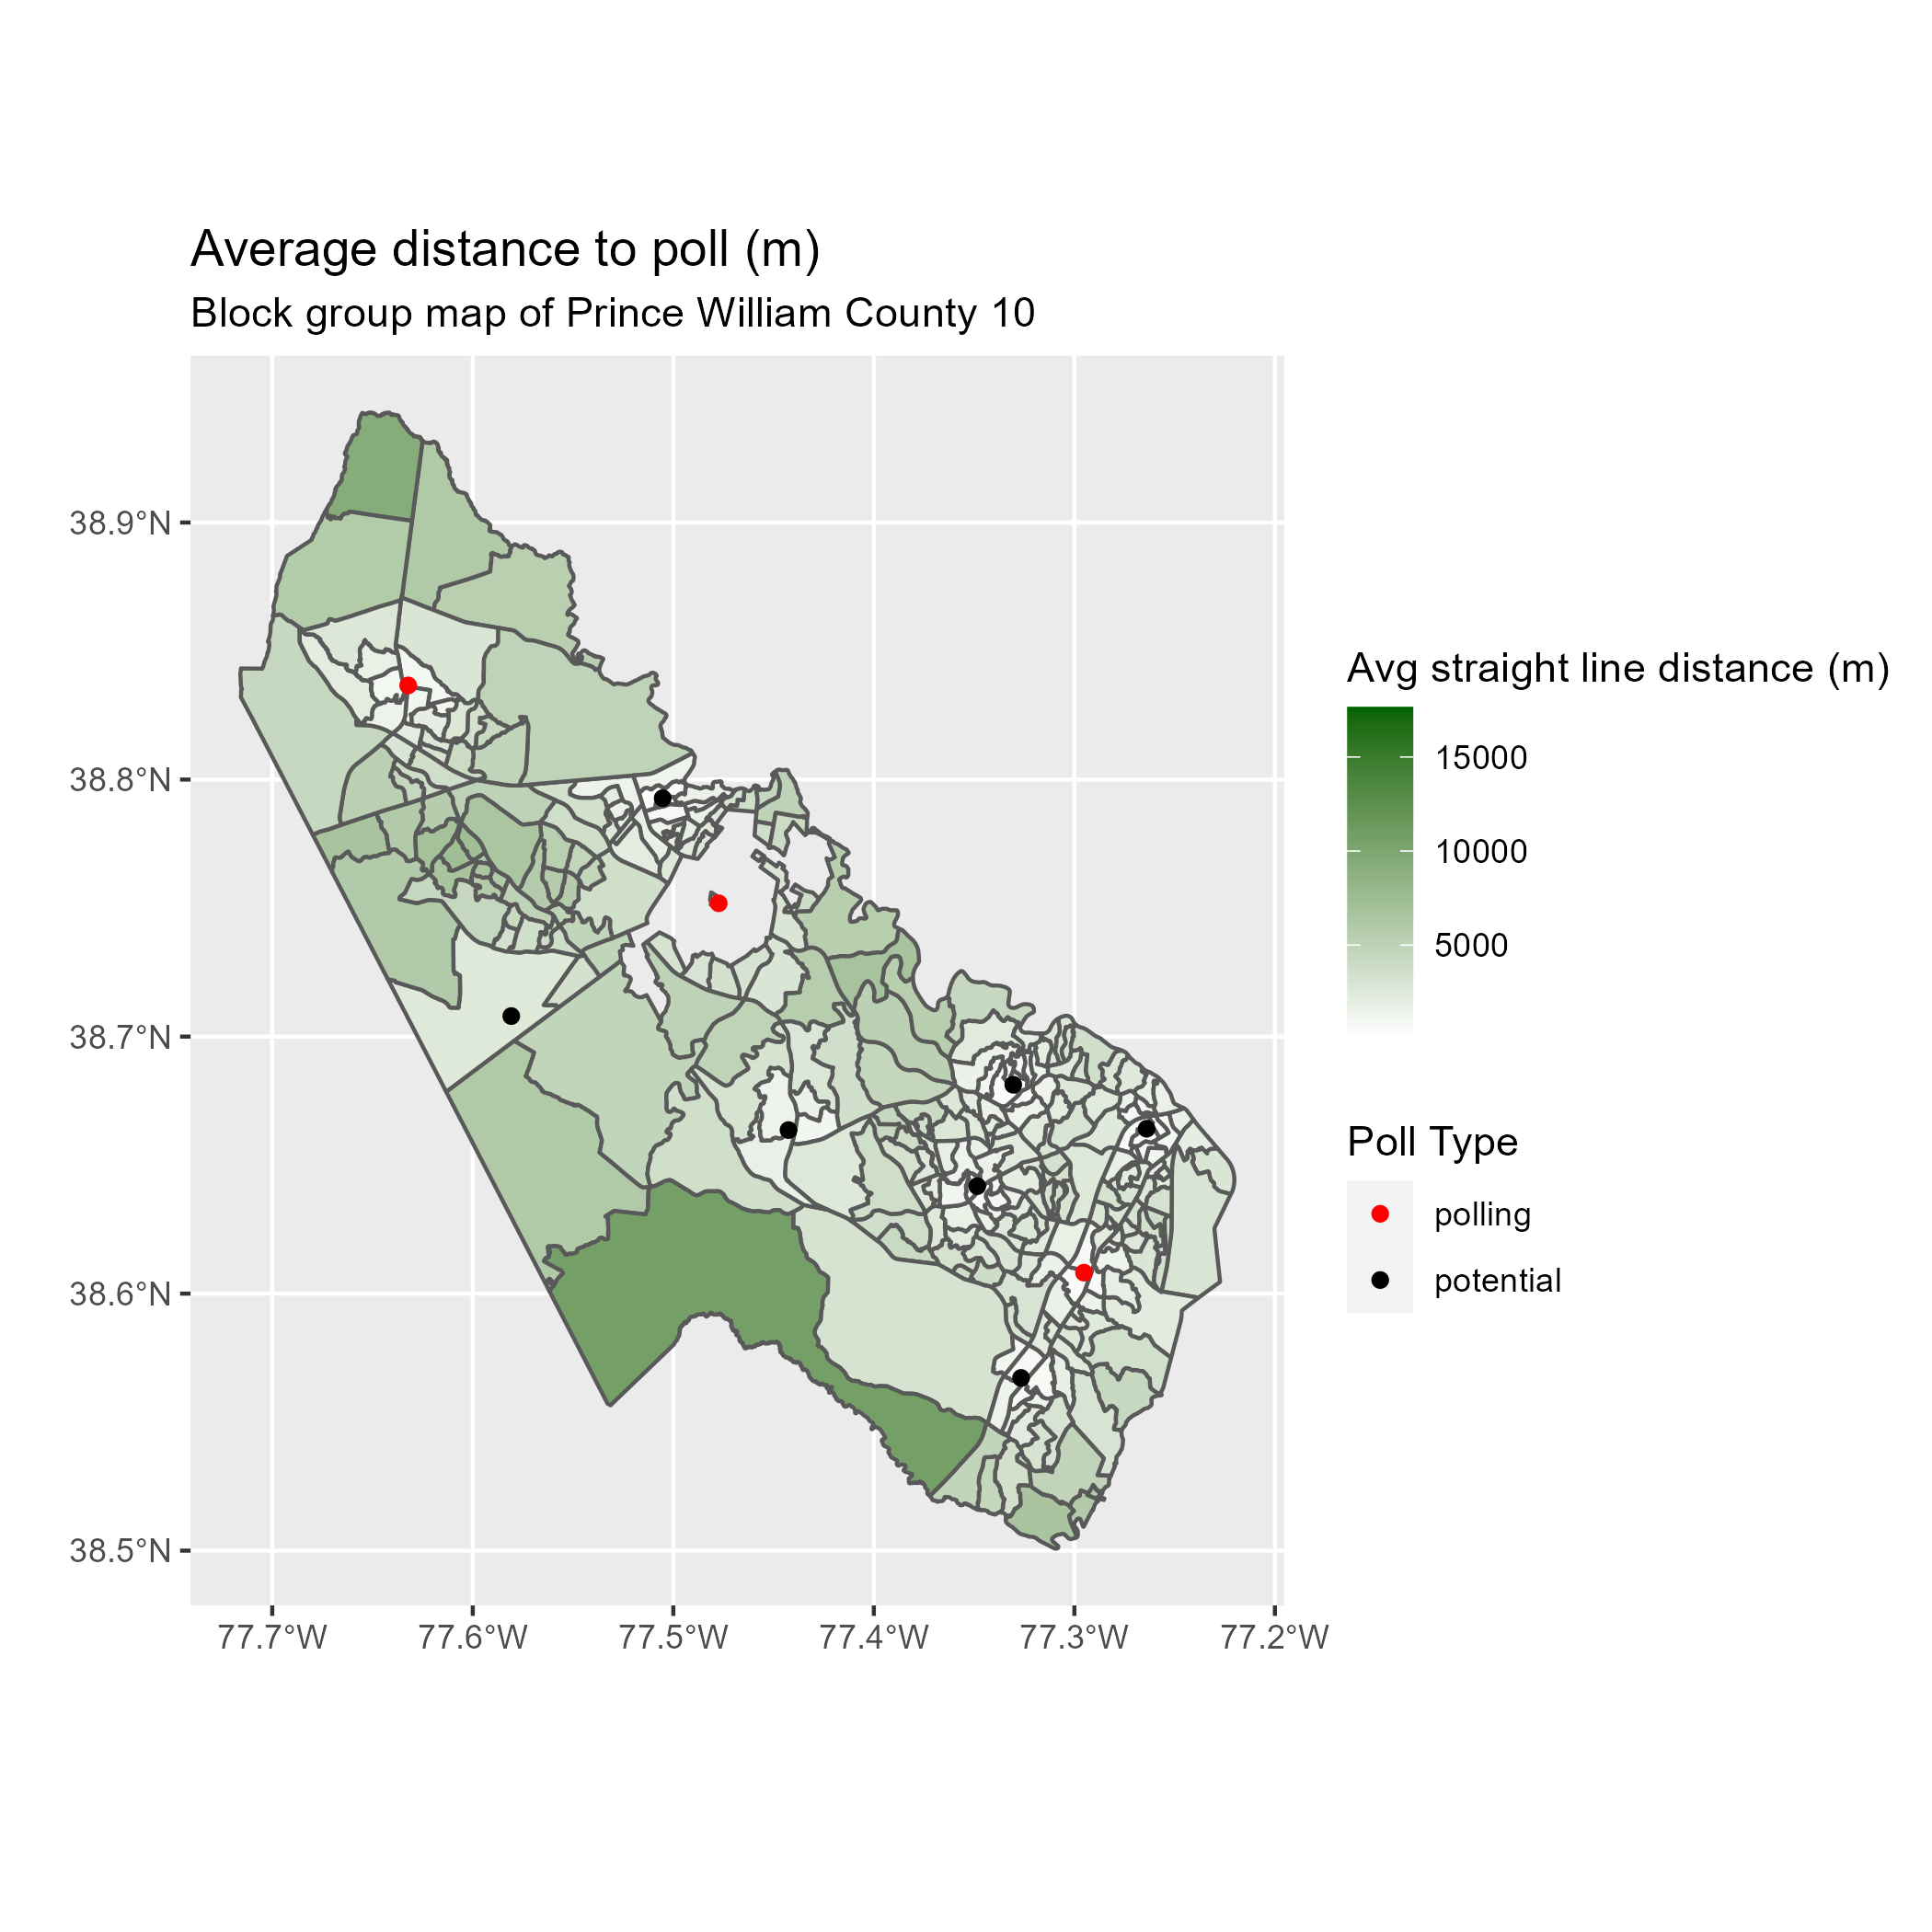 Average distance to poll (m)
Block group map of Prince William County 10
38.9°N
38.8°N
38.7°N
38.6°N
38.5°N
77.7°W
77.6°W
77.5°W
77.4°W
77.3°W
77.2°W
Avg straight line distance (m)
15000
10000
5000
Poll Type
polling
potential